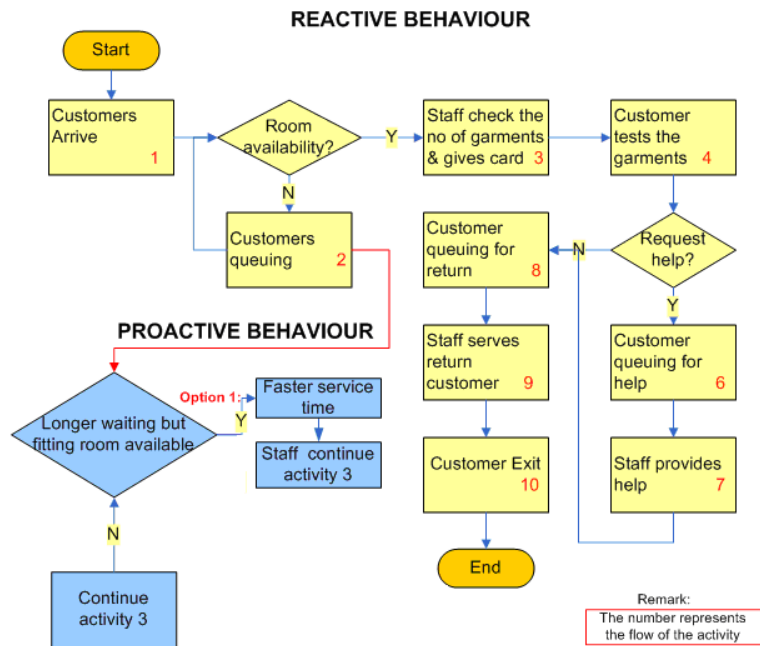 REACTIVE BEHAVIOUR
Start
Customers
Arrive
1
Room
availability?
Y
Staff check the
no of garments
& gives card 3
Customer
tests the
garments 4
N
Customers
queuing 2
Customer
queuing for
return 8
N
Request
help?
Y
PROACTIVE BEHAVIOUR
Staff serves
return
customer 9
Customer
queuing for
help 6
Longer waiting but
fitting room available
Option 1:
Y
Faster service
time
Staff continue
activity 3
Customer Exit
10
Staff provides
help 7
N
End
Continue
activity 3
Remark:
The number represents
the flow of the activity